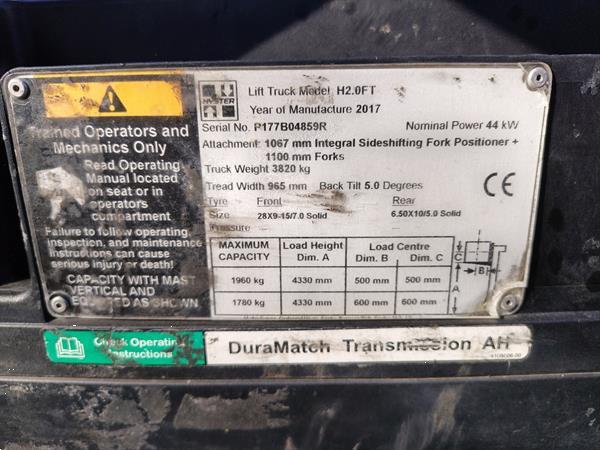 Trained Operators and
Mechanics Only
Read Operating
Manual located
on seat or in
operators
compartment
Failure to follow operating
inspection, and maintenance
instructions can cause
serious injury or death!
CAPACITY WITH MAST
VERTICAL AND
EQUIPPED AS SHOWN
HYSTER
Lift Truck Model H2.0FT
Year of Manufacture 2017
Serial No. P177B04859R Nominal Power 44 kW
Attachment: 1067 mm Integral Sideshifting Fork Positioner +
1100 mm Forks
Truck Weight 3820 kg
Tread Width 965 mm Back Tilt 5.0 Degrees
Tyre Front Rear
Size 28X9-15/7.0 Solid 6.50X10/5.0 Solid
Pressure
CE
MAXIMUM CAPACITY Load Height Dim. A Load Centre Dim. B Dim. C
1960 kg 4330 mm 500 mm 500 mm
1780 kg 4330 mm 600 mm 600 mm
C
B
A
Check Operating
Instructions
DuraMatch Transmission AH